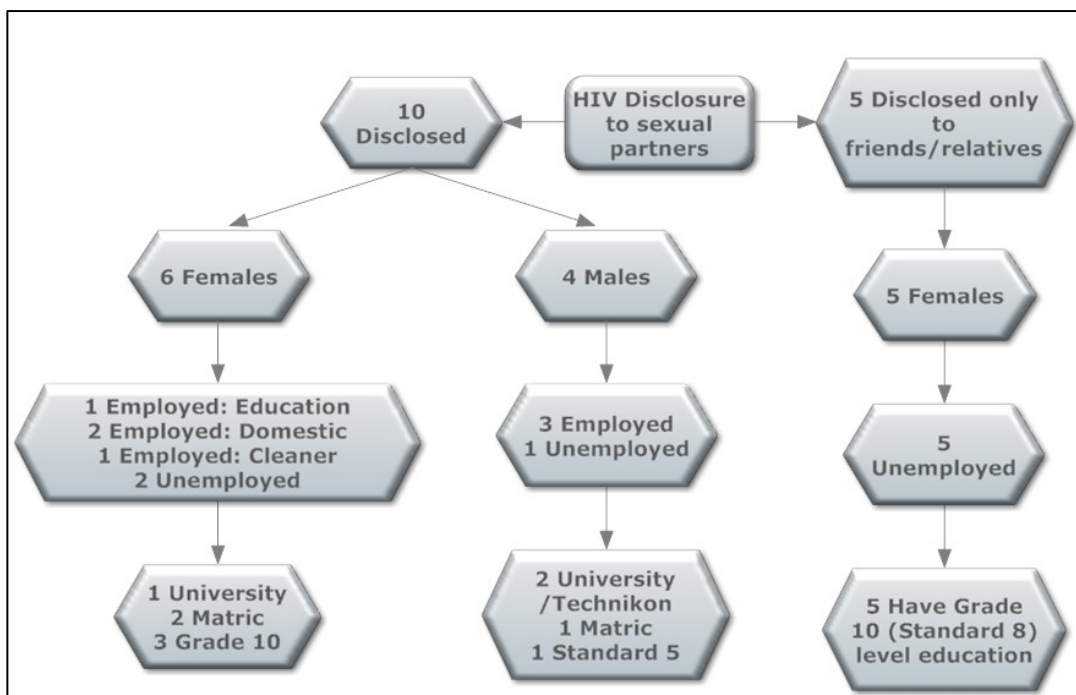 10
Disclosed
HIV Disclosure
to sexual
partners
5 Disclosed only
to
friends/relatives
6 Females
4 Males
5 Females
1 Employed: Education
2 Employed: Domestic
1 Employed: Cleaner
2 Unemployed
3 Employed
1 Unemployed
5
Unemployed
1 University
2 Matric
3 Grade 10
2 University
/Technikon
1 Matric
1 Standard 5
5 Have Grade
10 (Standard 8)
level education